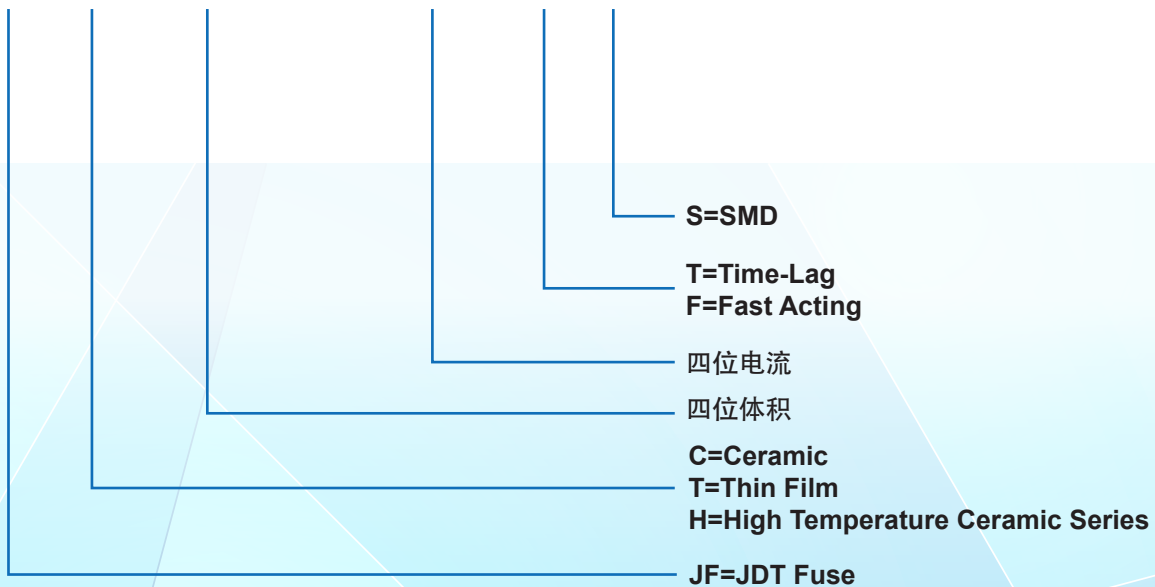 S=SMD
T=Time-Lag
F=Fast Acting
四位电流
四位体积
C=Ceramic
T=Thin Film
H=High Temperature Ceramic Series
JF=JDT Fuse